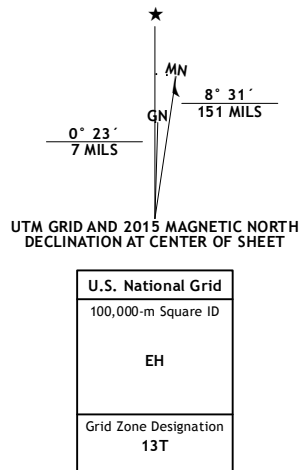 ★
MN
GN
8° 31´
151 MILS
0° 23´
7 MILS
UTM GRID AND 2015 MAGNETIC NORTH
DECLINATION AT CENTER OF SHEET
U.S. National Grid
100,000-m Square ID
EH
Grid Zone Designation
13T